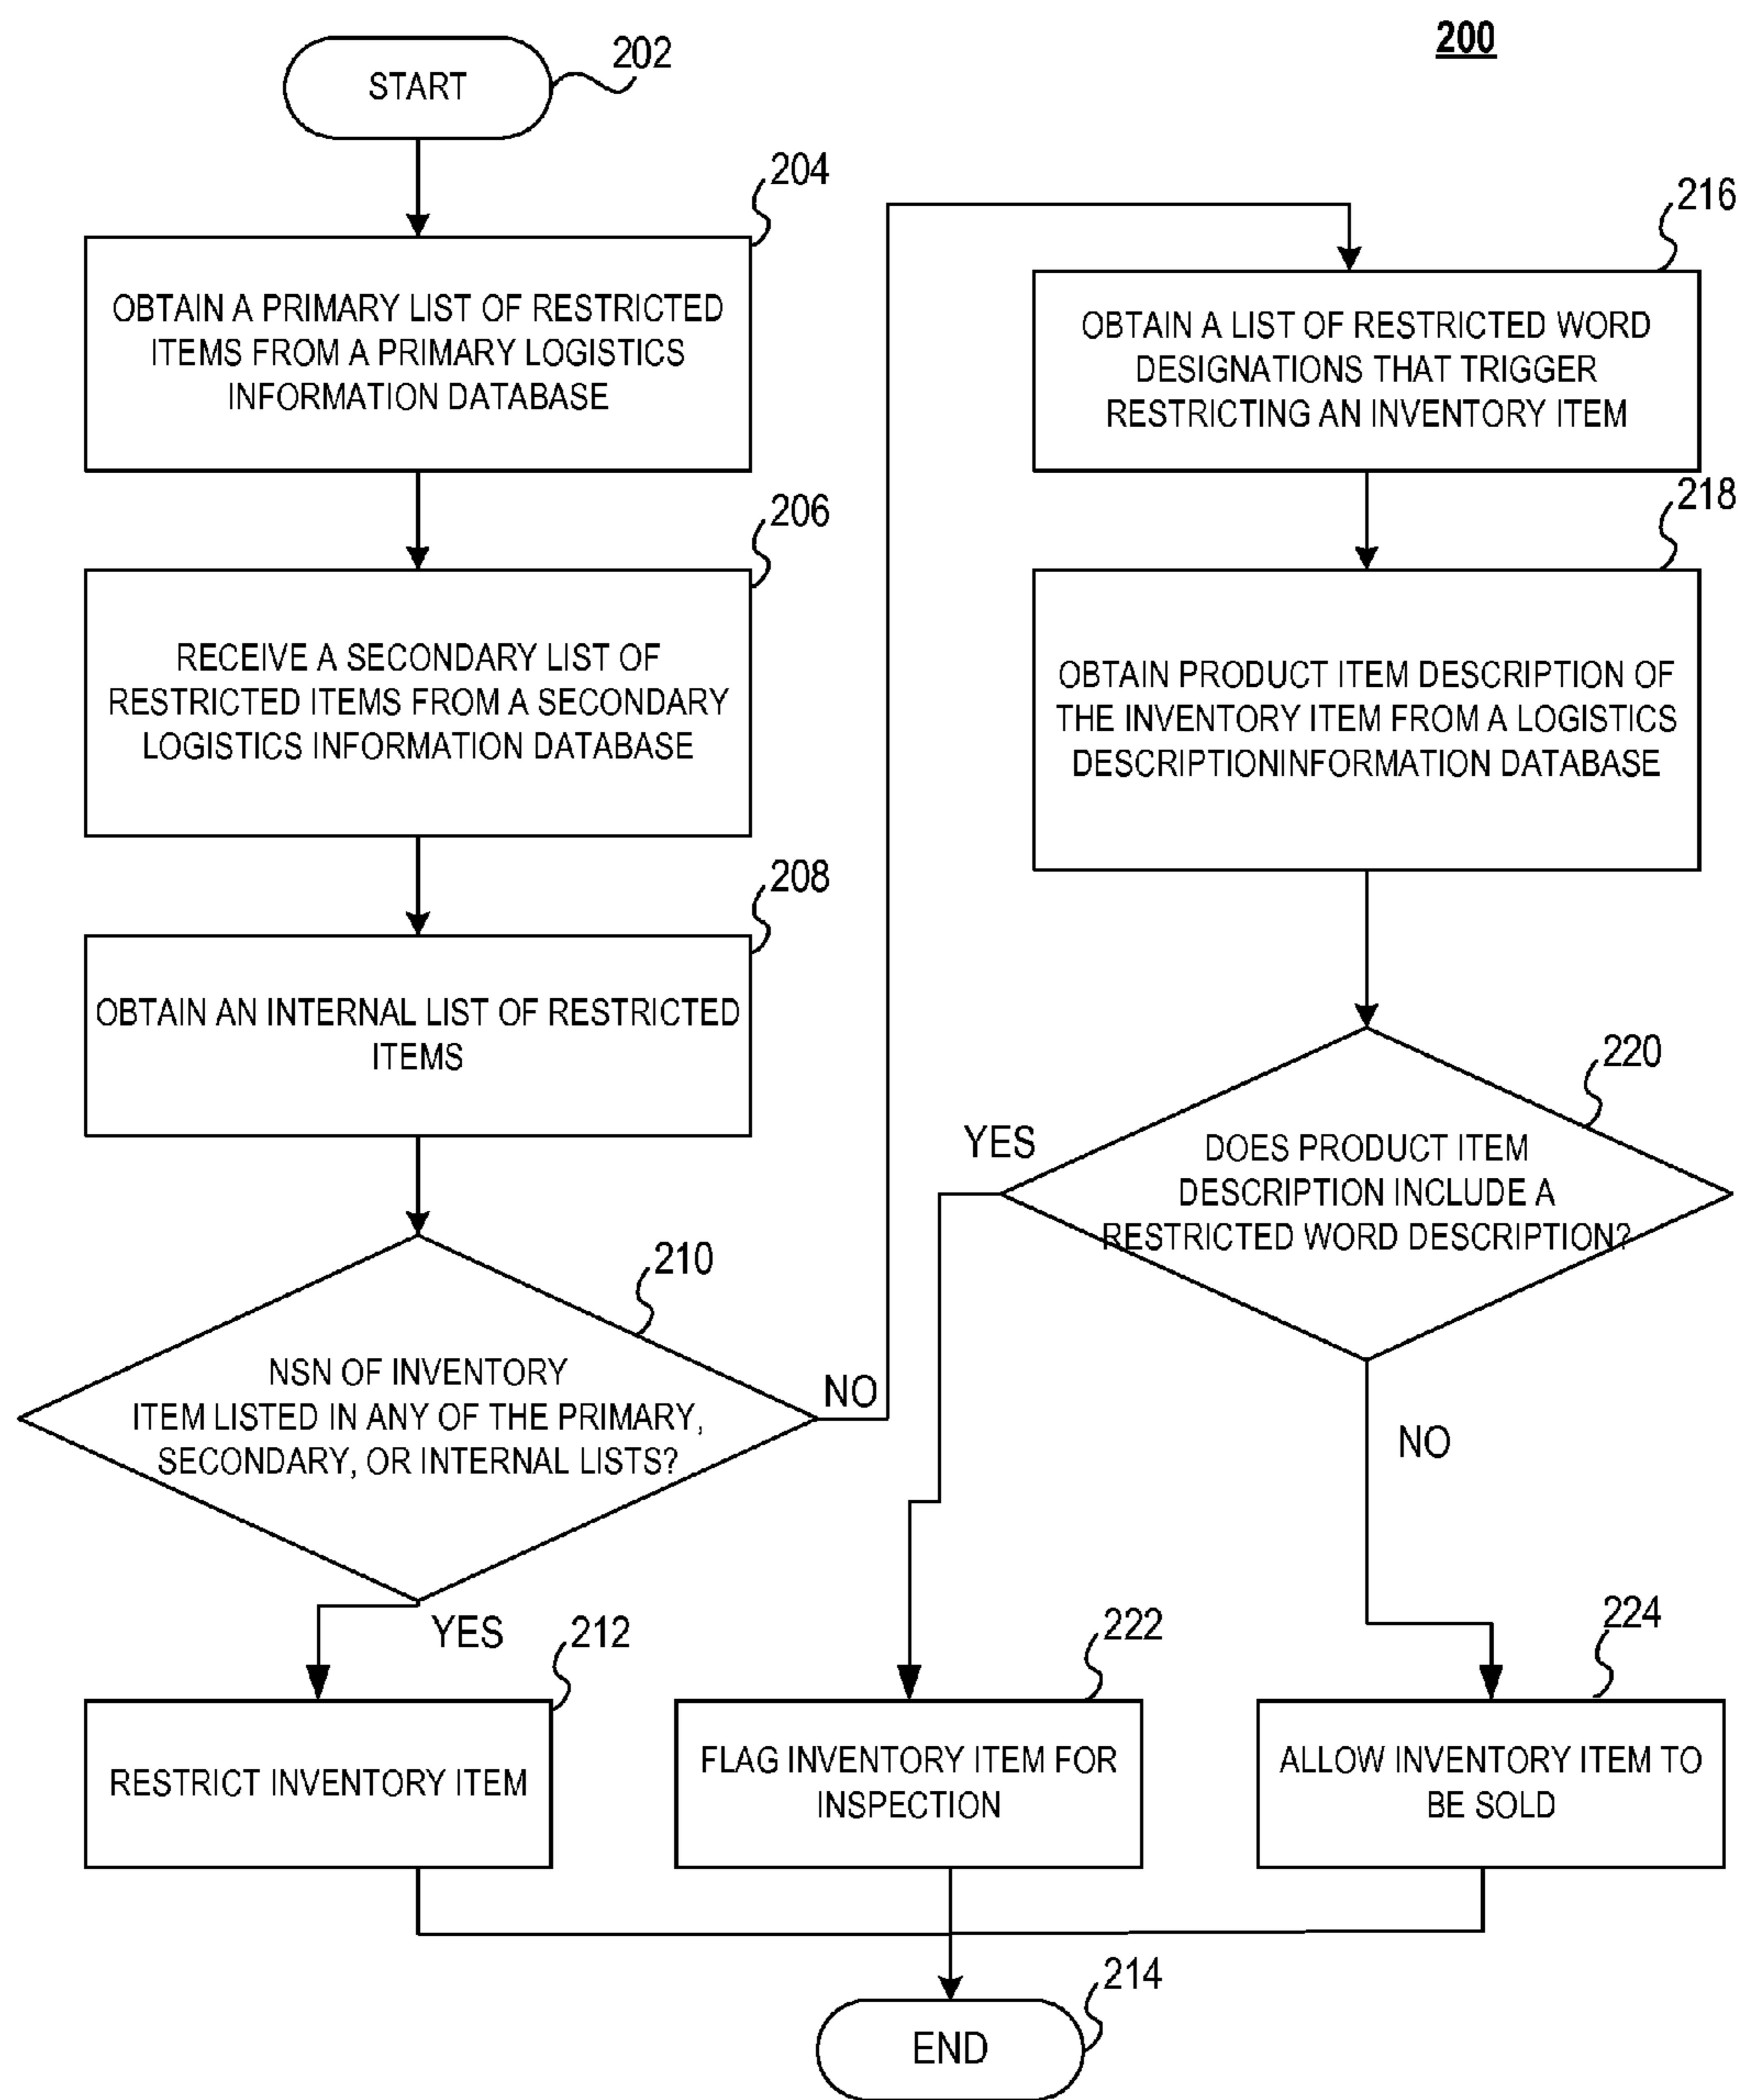 200
START
202
204
OBTAIN A PRIMARY LIST OF RESTRICTED
ITEMS FROM A PRIMARY LOGISTICS
INFORMATION DATABASE
206
RECEIVE A SECONDARY LIST OF
RESTRICTED ITEMS FROM A SECONDARY
LOGISTICS INFORMATION DATABASE
208
OBTAIN AN INTERNAL LIST OF RESTRICTED
ITEMS
210
NSN OF INVENTORY
ITEM LISTED IN ANY OF THE PRIMARY,
SECONDARY, OR INTERNAL LISTS?
NO
YES
212
RESTRICT INVENTORY ITEM
216
OBTAIN A LIST OF RESTRICTED WORD
DESIGNATIONS THAT TRIGGER
RESTRICTING AN INVENTORY ITEM
218
OBTAIN PRODUCT ITEM DESCRIPTION OF
THE INVENTORY ITEM FROM A LOGISTICS
DESCRIPTIONINFORMATION DATABASE
220
DOES PRODUCT ITEM
DESCRIPTION INCLUDE A
RESTRICTED WORD DESCRIPTION?
YES
NO
222
FLAG INVENTORY ITEM FOR
INSPECTION
224
ALLOW INVENTORY ITEM TO
BE SOLD
214
END